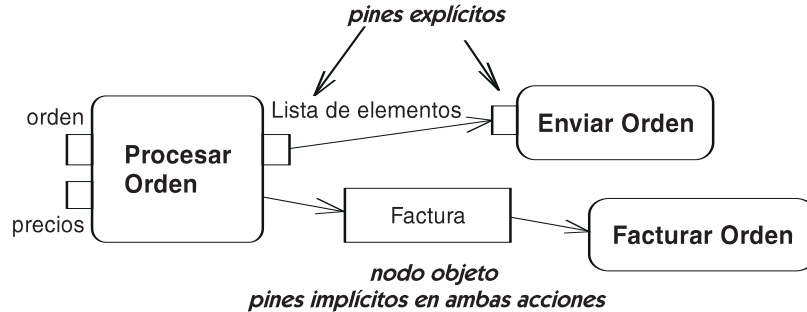 pines explícitos
orden
Lista de elementos
Enviar Orden
Procesar
Orden
precios
Factura
Facturar Orden
nodo objeto
pines implícitos en ambas acciones